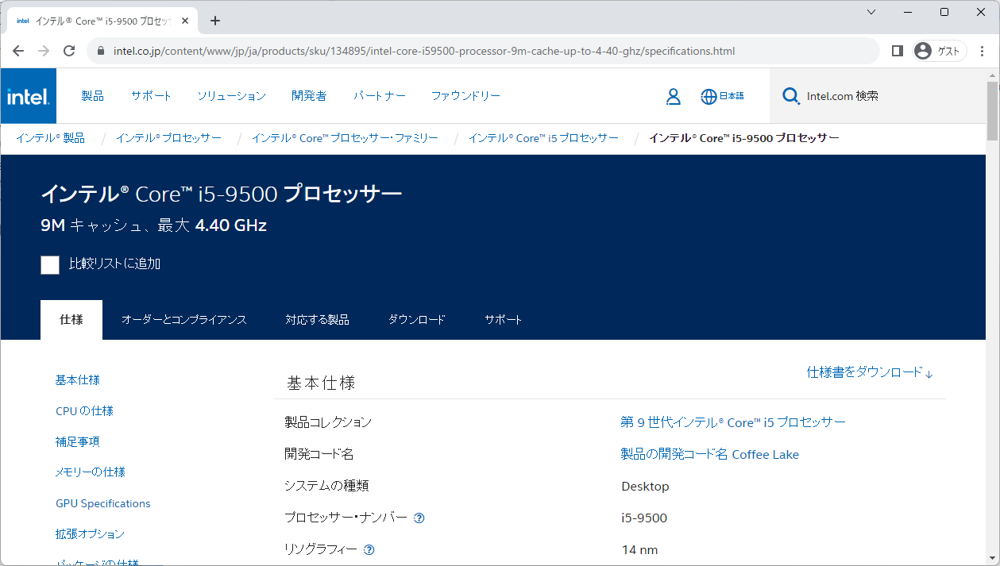 intel インテル® Core™ i5-9500 プロセッサ
intel.co.jp/content/www/jp/ja/products/sku/134895/intel-core-i59500-processor-9m-cache-up-to-4-40-ghz/specifications.html
ゲスト
intel.
製品 サポート ソリューション 開発者 パートナー ファウンドリー 日本語 Intel.com 検索
インテル® 製品 / インテル® プロセッサー / インテル® Core™ プロセッサー・ファミリー / インテル® Core™ i5 プロセッサー / インテル® Core™ i5-9500 プロセッサー
インテル® Core™ i5-9500 プロセッサー
9M キャッシュ、最大 4.40 GHz
比較リストに追加
仕様 オーダーとコンプライアンス 対応する製品 ダウンロード サポート
基本仕様
CPU の仕様
補足事項
メモリーの仕様
GPU Specifications
拡張オプション
パッケージの仕様
仕様書をダウンロード↓
基本仕様
製品コレクション 第 9 世代インテル® Core™ i5 プロセッサー
開発コード名 製品の開発コード名 Coffee Lake
システムの種類 Desktop
プロセッサー・ナンバー ? i5-9500
リソグラフィー ? 14 nm